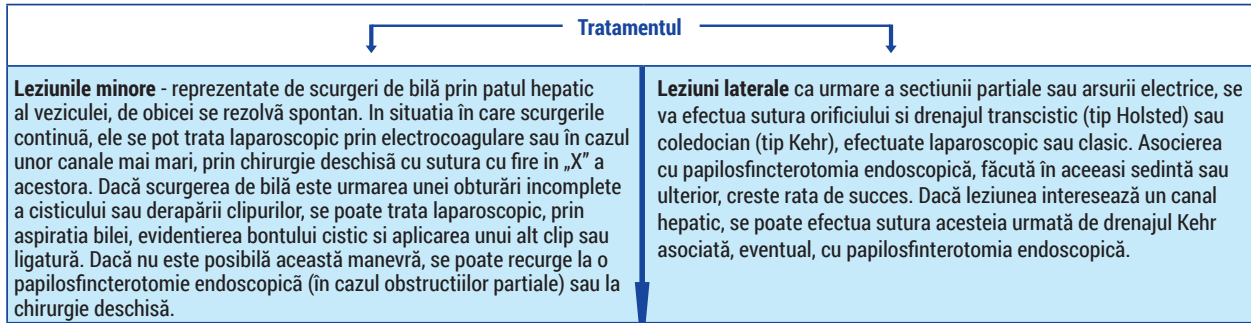 Tratamentul
Leziunile minore - reprezentate de scurgeri de bilă prin patul hepatic
al veziculei, de obicei se rezolvã spontan. In situatia în care scurgerile
continuã, ele se pot trata laparoscopic prin electrocoagulare sau în cazul
unor canale mai mari, prin chirurgie deschisã cu sutura cu fire in „X” a
acestora. Dacă scurgerea de bilă este urmarea unei obturări incomplete
a cisticului sau derapării clipurilor, se poate trata laparoscopic, prin
aspiratia bilei, evidentierea bontului cistic si aplicarea unui alt clip sau
ligatură. Dacă nu este posibilă această manevră, se poate recurge la o
papilosfincterotomie endoscopicã (în cazul obstructiilor partiale) sau la
chirurgie deschisă.
Leziuni laterale ca urmare a sectiunii partiale sau arsurii electrice, se
va efectua sutura orificiului si drenajul transcistic (tip Holsted) sau
coledocian (tip Kehr), efectuate laparoscopic sau clasic. Asocierea
cu papilosfincterotomia endoscopică, făcută în aceeasi sedintă sau
ulterior, creste rata de succes. Dacă leziunea interesează un canal
hepatic, se poate efectua sutura acesteia urmată de drenajul Kehr
asociată, eventual, cu papilosfinterotomia endoscopică.